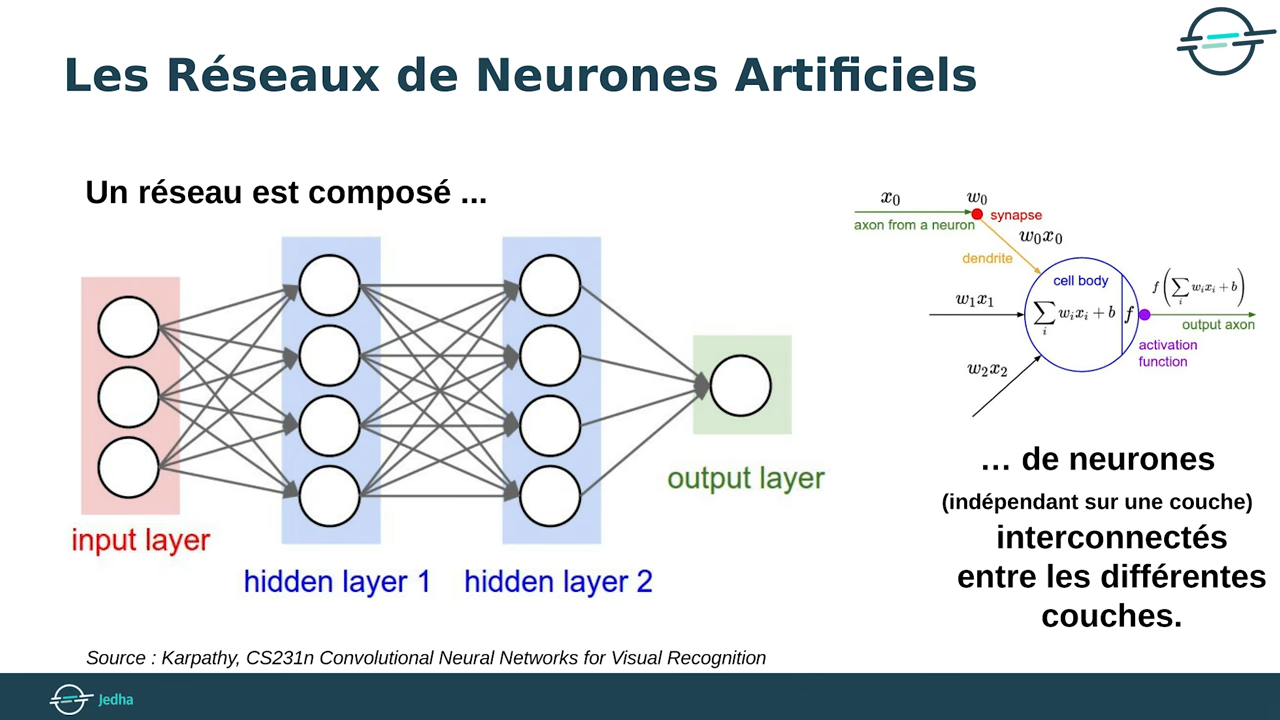 Les Réseaux de Neurones Artificiels
Un réseau est composé ...
input layer
hidden layer 1
hidden layer 2
output layer
x₀
w₀
axon from a neuron
synapse
w₀x₀
dendrite
cell body
w₁x₁
∑ᵢ wᵢxᵢ + b
f
f(∑ᵢ wᵢxᵢ + b)
output axon
activation
function
w₂x₂
… de neurones
(indépendant sur une couche)
interconnectés
entre les différentes
couches.
Source : Karpathy, CS231n Convolutional Neural Networks for Visual Recognition
Jedha